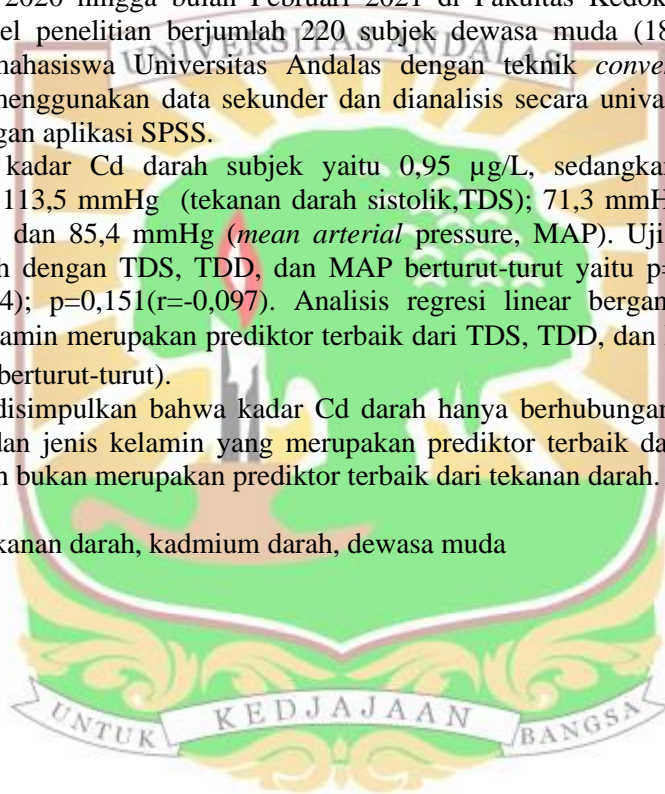 2020 hingga bulan Februari 2021 di Fakultas Kedok
el penelitian berjumlah 220 subjek dewasa muda (18
UNIVERSITAS ANDALAS
nahasiswa Universitas Andalas dengan teknik conve
menggunakan data sekunder dan dianalisis secara univa
gan aplikasi SPSS.
kadar Cd darah subjek yaitu 0,95 µg/L, sedangkan
113,5 mmHg (tekanan darah sistolik,TDS); 71,3 mmH
dan 85,4 mmHg (mean arterial pressure, MAP). Uji
h dengan TDS, TDD, dan MAP berturut-turut yaitu p=
4); p=0,151(r=-0,097). Analisis regresi linear bergan
amin merupakan prediktor terbaik dari TDS, TDD, dan
berturut-turut).
disimpulkan bahwa kadar Cd darah hanya berhubungan
dan jenis kelamin yang merupakan prediktor terbaik da
h bukan merupakan prediktor terbaik dari tekanan darah.
kanan darah, kadmium darah, dewasa muda
UNTUK KEDJAJAAN BANGSA